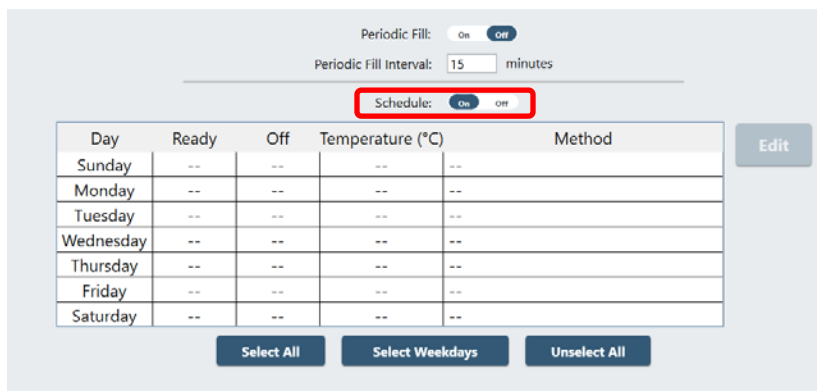 Periodic Fill: On Off
Periodic Fill Interval: 15 minutes
Schedule: On Off
Day Ready Off Temperature (°C) Method
Edit
Sunday -- -- -- --
Monday -- -- -- --
Tuesday -- -- -- --
Wednesday -- -- -- --
Thursday -- -- -- --
Friday -- -- -- --
Saturday -- -- -- --
Select All Select Weekdays Unselect All